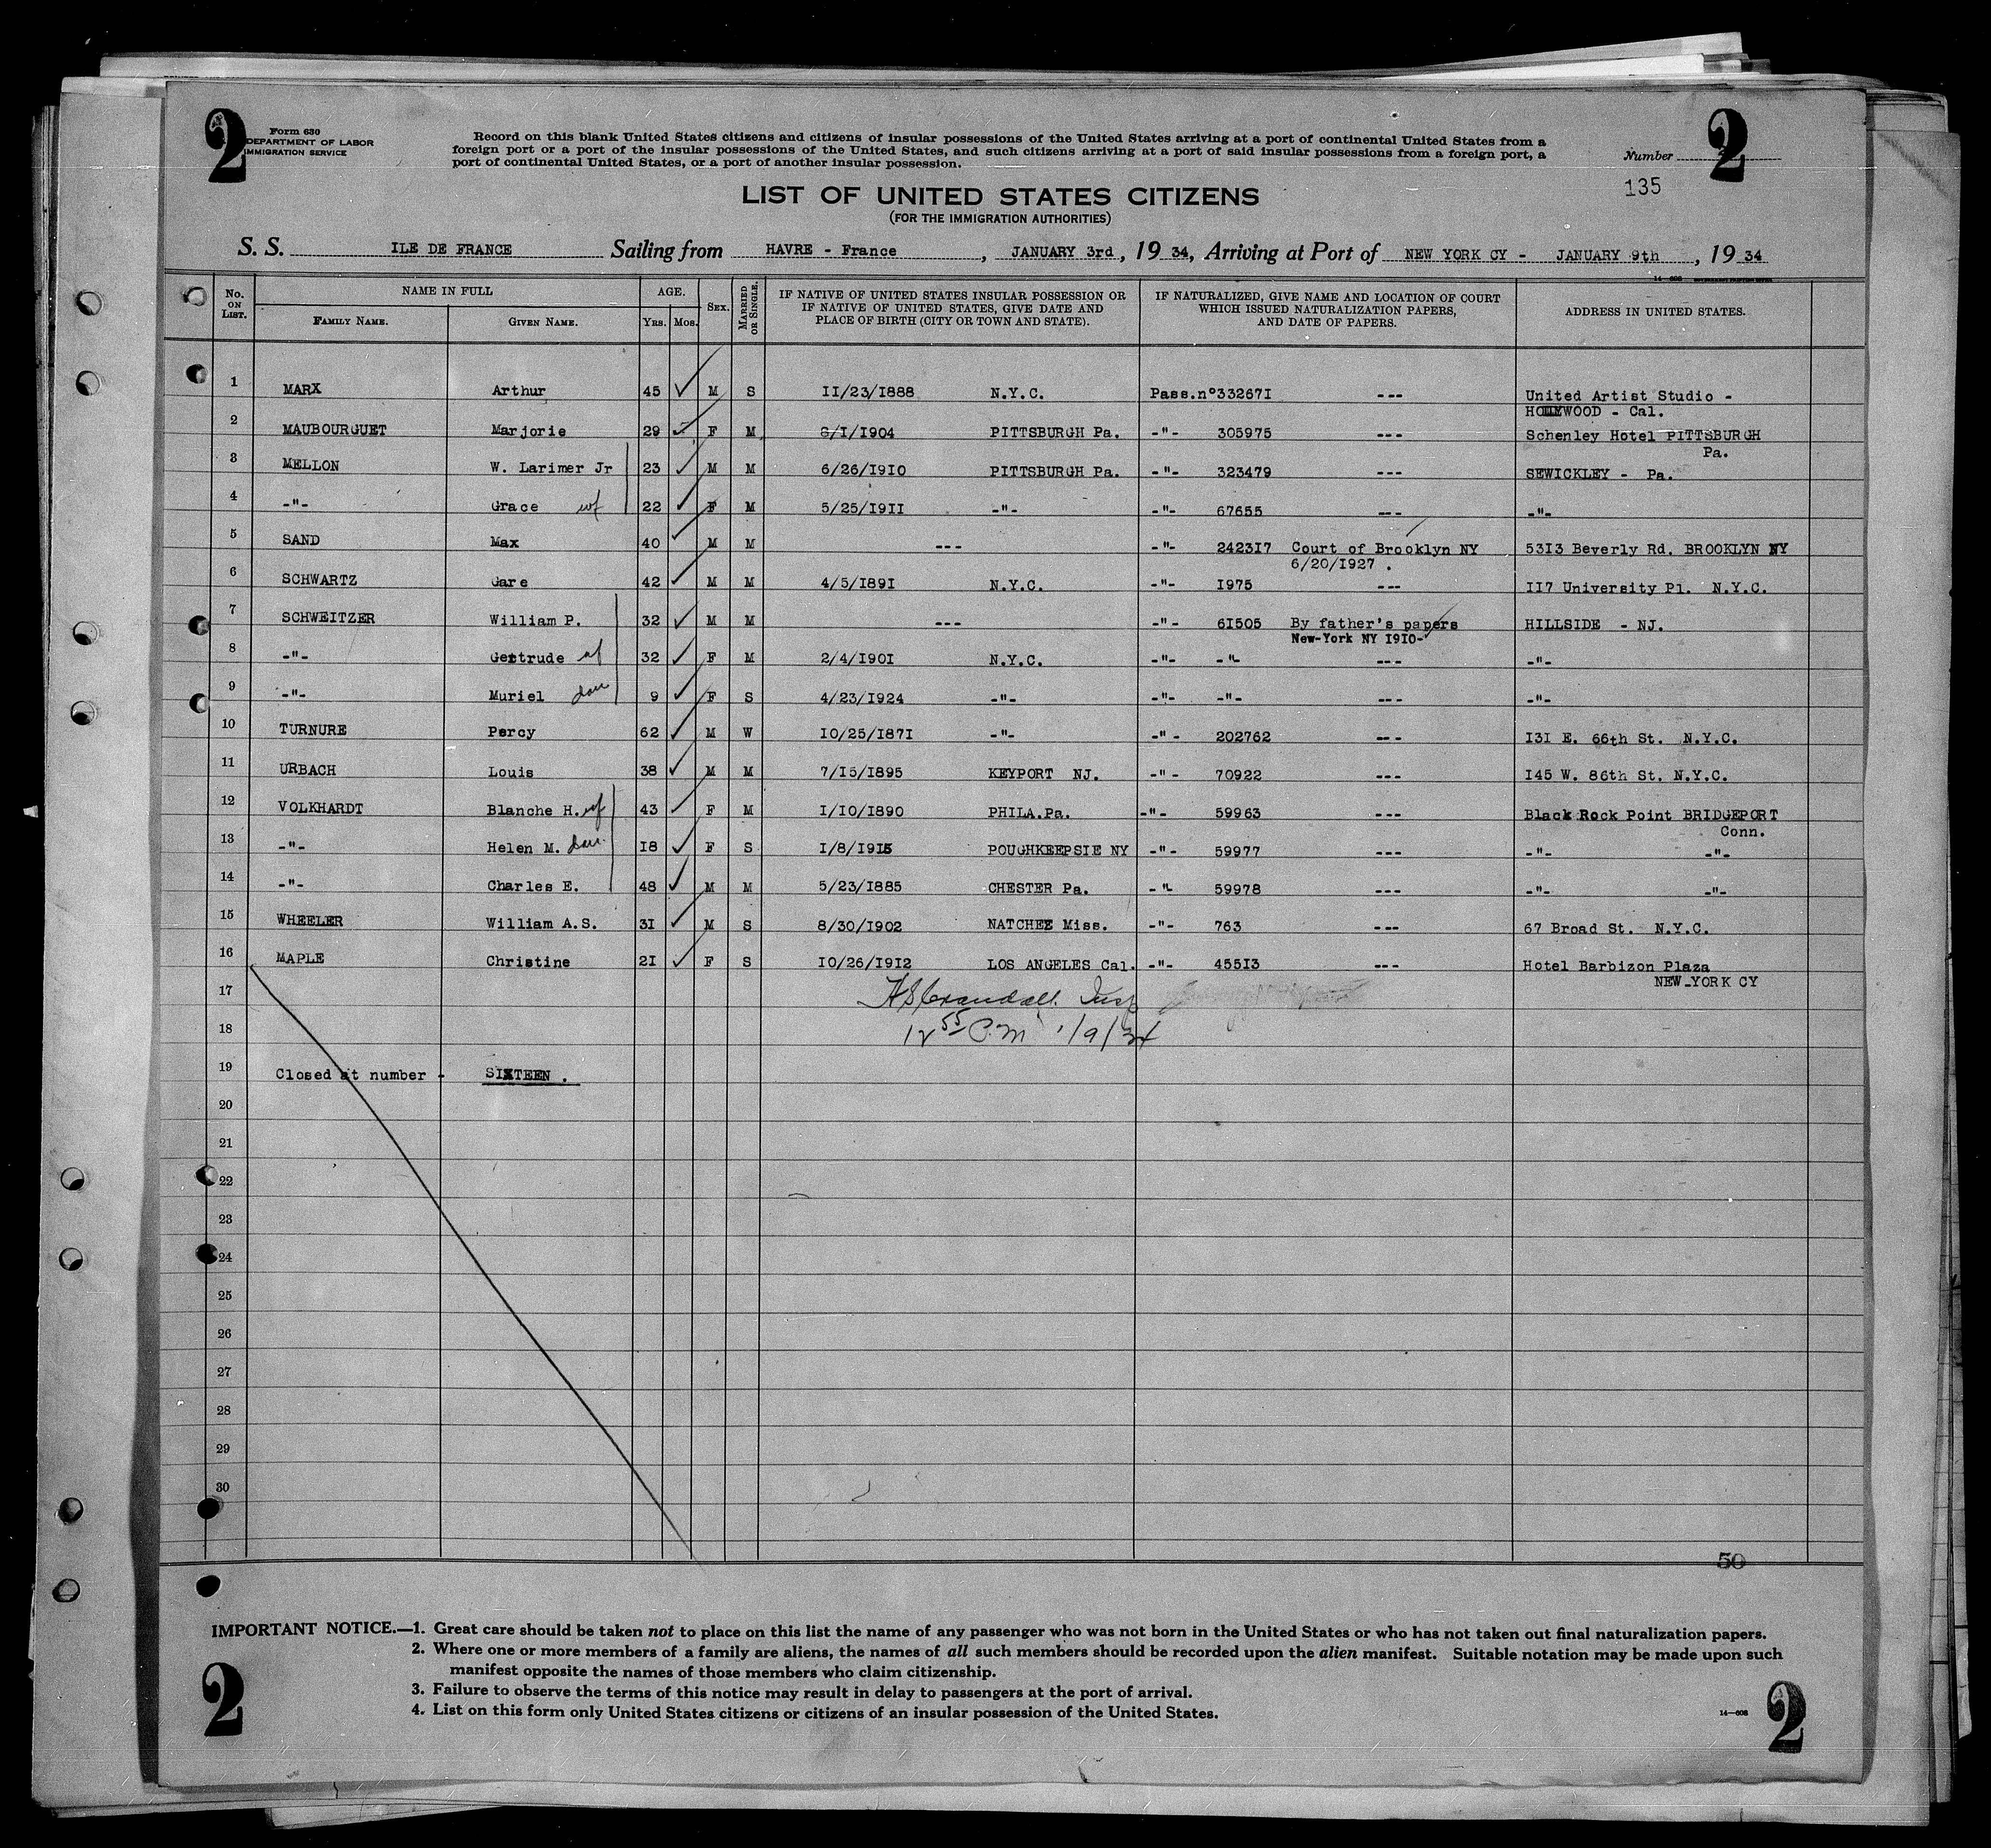 2
2
Form 630
DEPARTMENT OF LABOR
IMMIGRATION SERVICE
Record on this blank United States citizens and citizens of insular possessions of the United States arriving at a port of continental United States from a
foreign port or a port of the insular possessions of the United States, and such citizens arriving at a port of said insular possessions from a foreign port, a
port of continental United States, or a port of another insular possession.
Number
135
LIST OF UNITED STATES CITIZENS
(FOR THE IMMIGRATION AUTHORITIES)
S. S. ILE DE FRANCE Sailing from HAVRE - France, JANUARY 3rd, 19 34, Arriving at Port of NEW YORK CY - JANUARY 9th, 19 34
No. ON LIST. NAME IN FULL AGE. SEX. MARRIED OR SINGLE. IF NATIVE OF UNITED STATES INSULAR POSSESSION OR IF NATIVE OF UNITED STATES, GIVE DATE AND PLACE OF BIRTH (CITY OR TOWN AND STATE). IF NATURALIZED, GIVE NAME AND LOCATION OF COURT WHICH ISSUED NATURALIZATION PAPERS, AND DATE OF PAPERS. ADDRESS IN UNITED STATES.
FAMILY NAME. GIVEN NAME. YRS. MOS.
1 MARX Arthur 45 M S 11/23/1888 N.Y.C. Pass.n°332671 --- United Artist Studio -
HOLLYWOOD - Cal.
2 MAUBOURGUET Marjorie 29 F M 8/1/1904 PITTSBURGH Pa. -"- 305975 --- Schenley Hotel PITTSBURGH
Pa.
3 MELLON W. Larimer Jr 23 M M 6/26/1910 PITTSBURGH Pa. -"- 323479 SEWICKLEY - Pa.
4 -"- Grace wf 22 F M 5/25/1911 -"- -"- 67655 --- -"-
5 SAND Max 40 M M --- -"- 242317 Court of Brooklyn NY 5313 Beverly Rd. BROOKLYN NY
6/20/1927 .
6 SCHWARTZ Gare 42 M M 4/5/1891 N.Y.C. -"- 1975 --- 117 University Pl. N.Y.C.
7 SCHWEITZER William P. 32 M M --- -"- 61505 By father's papers HILLSIDE - NJ.
New-York NY 1910-
8 -"- Gertrude wf 32 F M 2/4/1901 N.Y.C. -"- -"- --- -"-
9 -"- Muriel dau 9 F S 4/23/1924 -"- -"- -"- --- -"-
10 TURNURE Percy 62 M W 10/25/1871 -"- -"- 202762 --- 131 E. 66th St. N.Y.C.
11 URBACH Louis 38 M M 7/15/1895 KEYPORT NJ. -"- 70922 --- 145 W. 86th St. N.Y.C.
12 VOLKHARDT Blanche H. wf 43 F M 1/10/1890 PHILA.Pa. -"- 59963 --- Black Rock Point BRIDGEPORT
Conn.
13 -"- Helen M. dau 18 F S 1/8/1915 POUGHKEEPSIE NY -"- 59977 --- -"- -"-
14 -"- Charles E. 48 M M 5/23/1885 CHESTER Pa. -"- 59978 --- -"- -"-
15 WHEELER William A.S. 31 M S 8/30/1902 NATCHEZ Miss. -"- 763 --- 67 Broad St. N.Y.C.
16 MAPLE Christine 21 F S 10/26/1912 LOS ANGELES Cal. -"- 45513 --- Hotel Barbizon Plaza
NEW-YORK CY
17 Crandall. Insp
18 12 55 P.M 1/9/34
19 Closed at number - SIXTEEN .
20
21
22
23
24
25
26
27
28
29
30
50
IMPORTANT NOTICE.—1. Great care should be taken not to place on this list the name of any passenger who was not born in the United States or who has not taken out final naturalization papers.
2. Where one or more members of a family are aliens, the names of all such members should be recorded upon the alien manifest. Suitable notation may be made upon such
manifest opposite the names of those members who claim citizenship.
3. Failure to observe the terms of this notice may result in delay to passengers at the port of arrival.
4. List on this form only United States citizens or citizens of an insular possession of the United States.
14—608
2
2